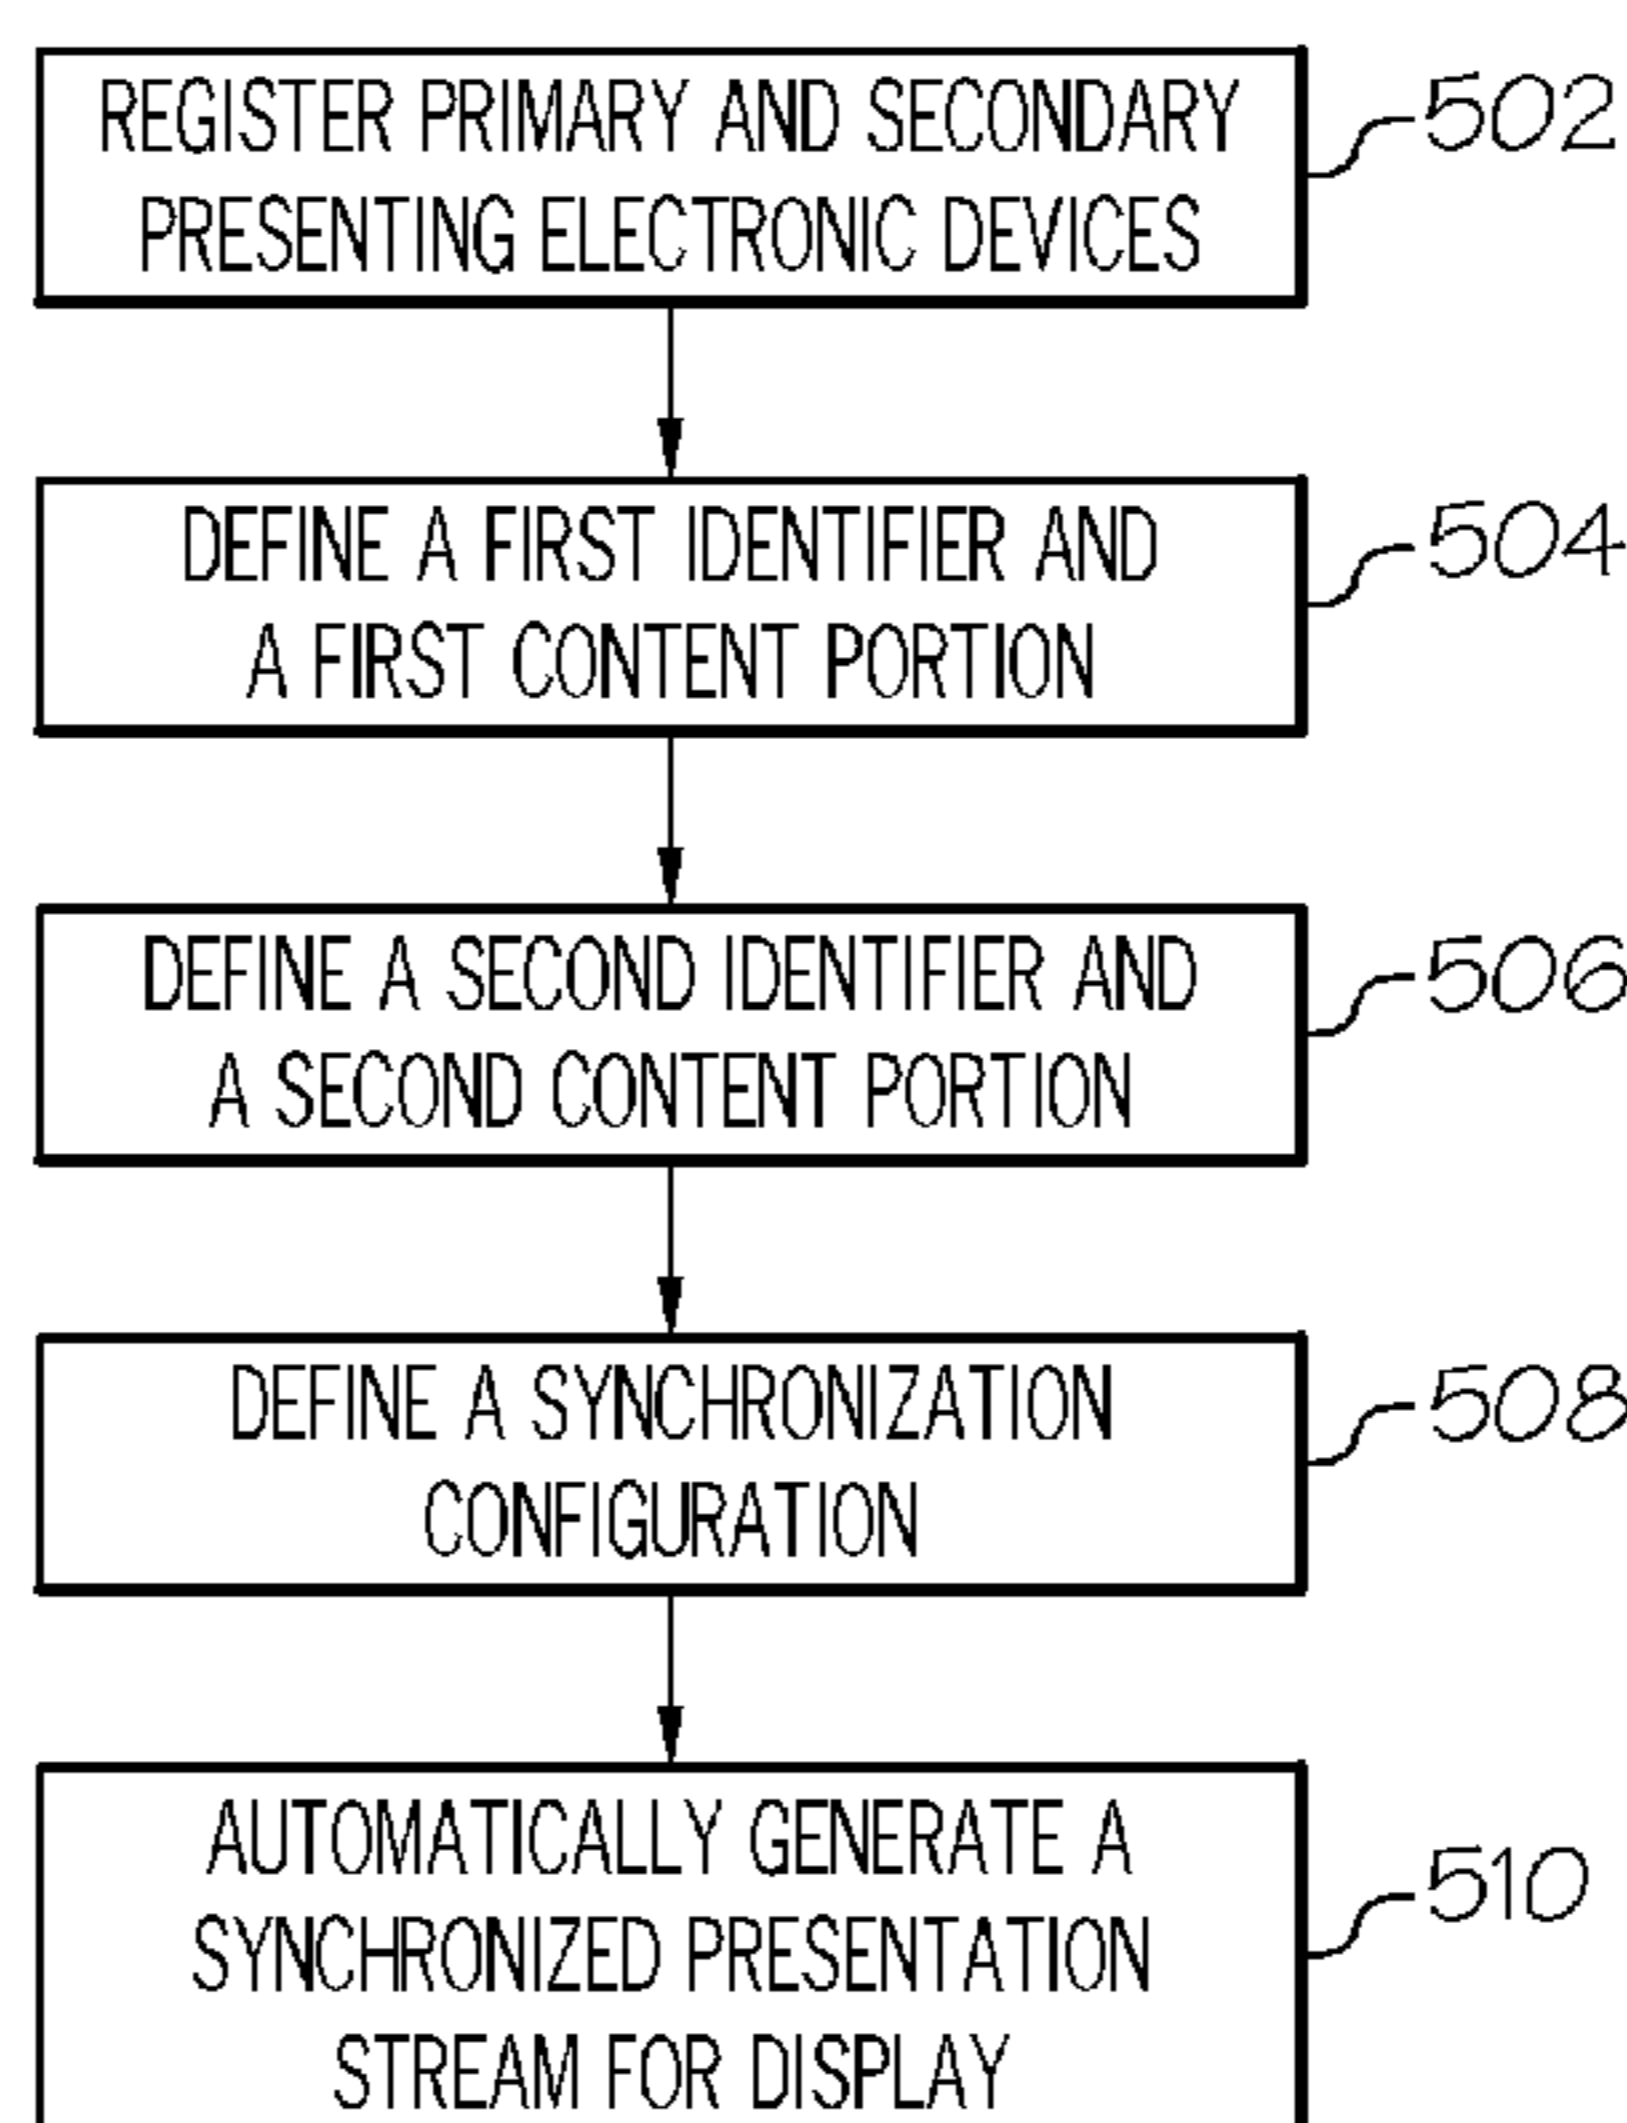 REGISTER PRIMARY AND SECONDARY
PRESENTING ELECTRONIC DEVICES
502
DEFINE A FIRST IDENTIFIER AND
A FIRST CONTENT PORTION
504
DEFINE A SECOND IDENTIFIER AND
A SECOND CONTENT PORTION
506
DEFINE A SYNCHRONIZATION
CONFIGURATION
508
AUTOMATICALLY GENERATE A
SYNCHRONIZED PRESENTATION
STREAM FOR DISPLAY
510